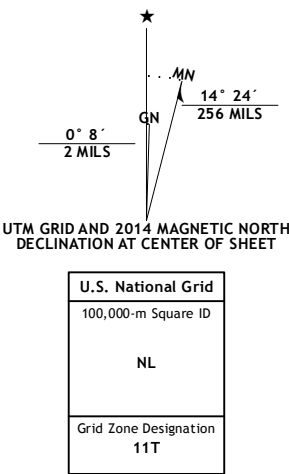 ★
MN
GN
14° 24´
256 MILS
0° 8´
2 MILS
UTM GRID AND 2014 MAGNETIC NORTH
DECLINATION AT CENTER OF SHEET
U.S. National Grid
100,000-m Square ID
NL
Grid Zone Designation
11T